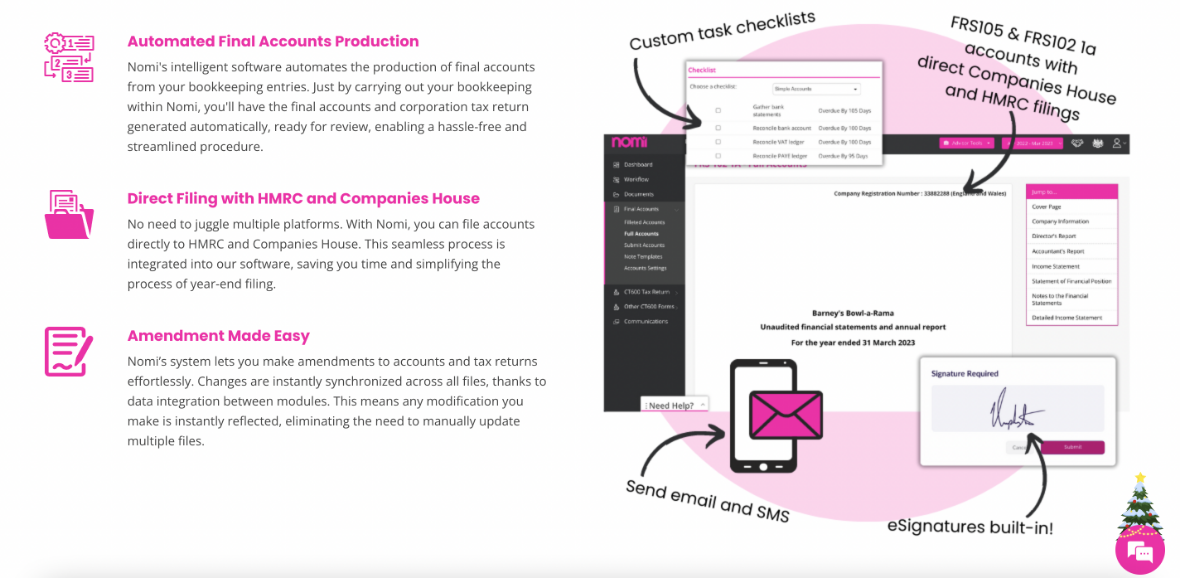 Automated Final Accounts Production
Nomi's intelligent software automates the production of final accounts
from your bookkeeping entries. Just by carrying out your bookkeeping
within Nomi, you'll have the final accounts and corporation tax return
generated automatically, ready for review, enabling a hassle-free and
streamlined procedure.
Direct Filing with HMRC and Companies House
No need to juggle multiple platforms. With Nomi, you can file accounts
directly to HMRC and Companies House. This seamless process is
integrated into our software, saving you time and simplifying the
process of year-end filing.
Amendment Made Easy
Nomi’s system lets you make amendments to accounts and tax returns
effortlessly. Changes are instantly synchronized across all files, thanks to
data integration between modules. This means any modification you
make is instantly reflected, eliminating the need to manually update
multiple files.
Custom task checklists
FRS105 & FRS102 1a
accounts with
direct Companies House
and HMRC filings
Checklist
Choose a checklist:
Simple Accounts
Gather bank
statements
Overdue By 185 Days
Reconcile bank account
Overdue By 180 Days
Reconcile VAT ledger
Overdue By 180 Days
Reconcile PAYE ledger
Overdue By 95 Days
nomi
Advisor Tools
Dashboard
Workflow
Documents
Final Accounts
Filleted Accounts
Full Accounts
Submit Accounts
Note Templates
Accounts Settings
CT600 Tax Return
Other CT600 Forms..
Communications
Company Registration Number : 33882288 (England and Wales)
Jump to...
Cover Page
Company Information
Director's Report
Accountant's Report
Income Statement
Statement of Financial Position
Notes to the Financial
Statements
Detailed Income Statement
Barney's Bowl-a-Rama
Unaudited financial statements and annual report
For the year ended 31 March 2023
Need Help?
Signature Required
Submit
Send email and SMS
eSignatures built-in!